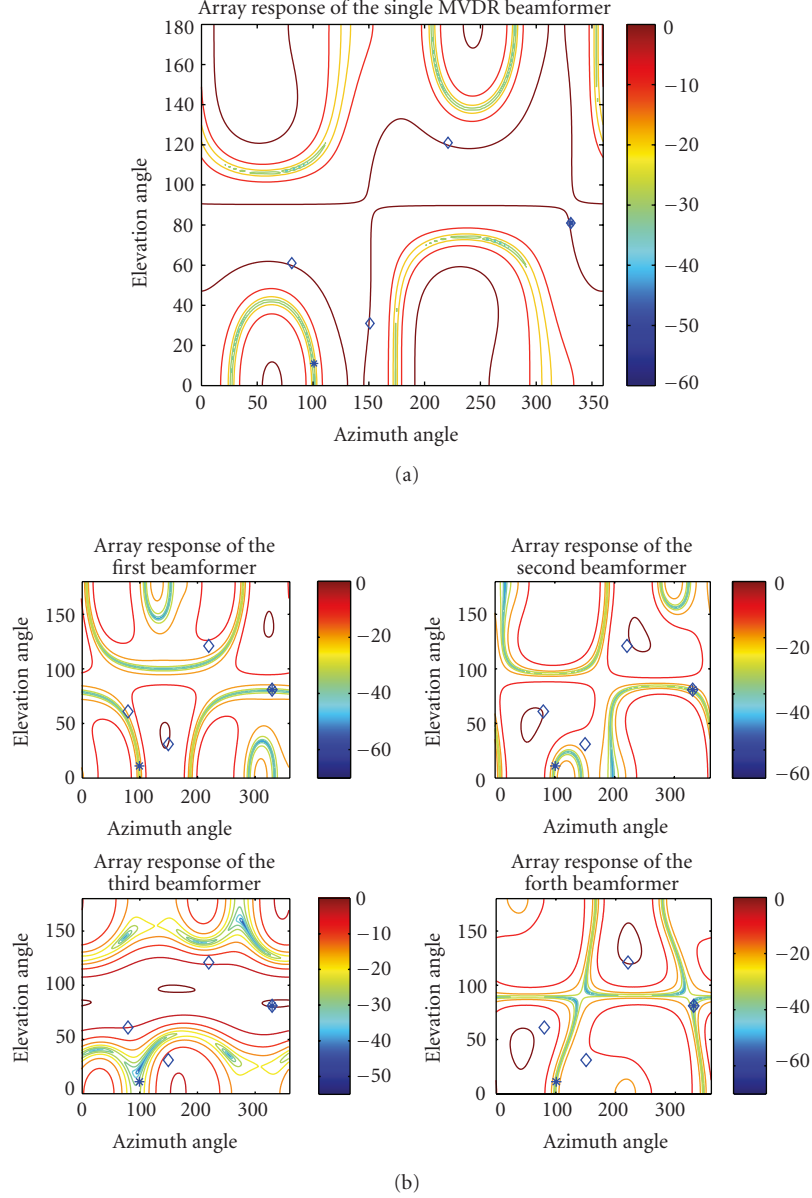 Array response of the single MVDR beamformer
180
160
140
120
100
80
60
40
20
0
0 50 100 150 200 250 300 350
Elevation angle
Azimuth angle
0
−10
−20
−30
−40
−50
−60
(a)
Array response of the
first beamformer
150
100
50
0
0 100 200 300
Elevation angle
Azimuth angle
0
−20
−40
−60
Array response of the
second beamformer
150
100
50
0
0 100 200 300
Elevation angle
Azimuth angle
0
−20
−40
−60
Array response of the
third beamformer
150
100
50
0
0 100 200 300
Elevation angle
Azimuth angle
0
−10
−20
−30
−40
−50
Array response of the
forth beamformer
150
100
50
0
0 100 200 300
Elevation angle
Azimuth angle
0
−20
−40
−60
(b)